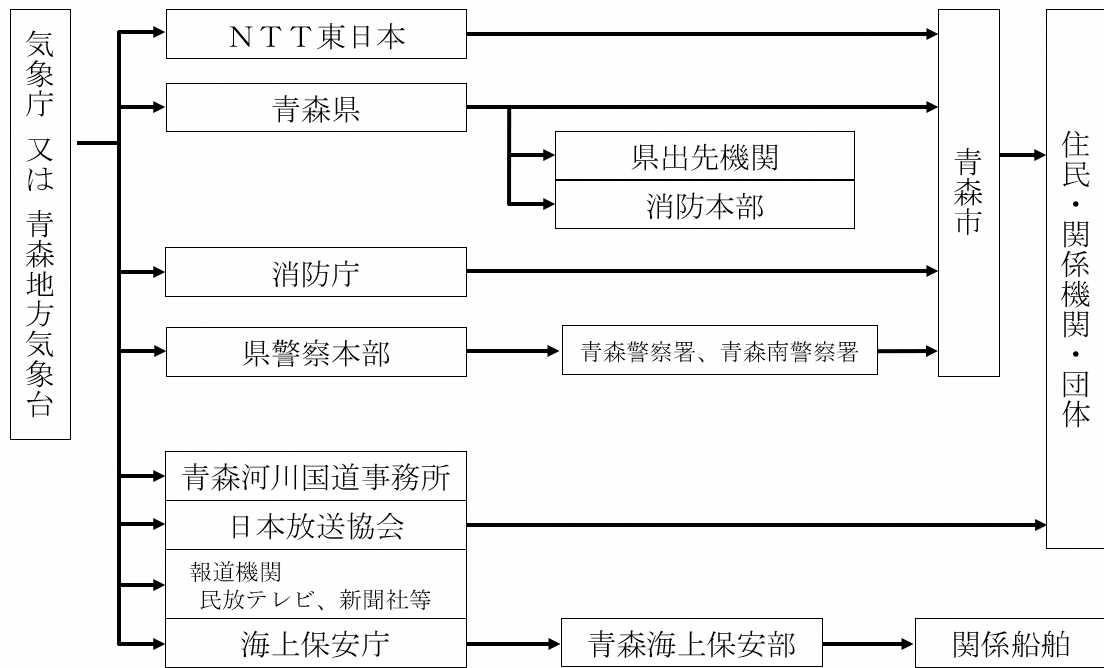 気象庁 又は 青森地方気象台
ＮＴＴ東日本
青森県
県出先機関
消防本部
消防庁
県警察本部
青森警察署、青森南警察署
青森市
住民・関係機関・団体
青森河川国道事務所
日本放送協会
報道機関
民放テレビ、新聞社等
海上保安庁
青森海上保安部
関係船舶